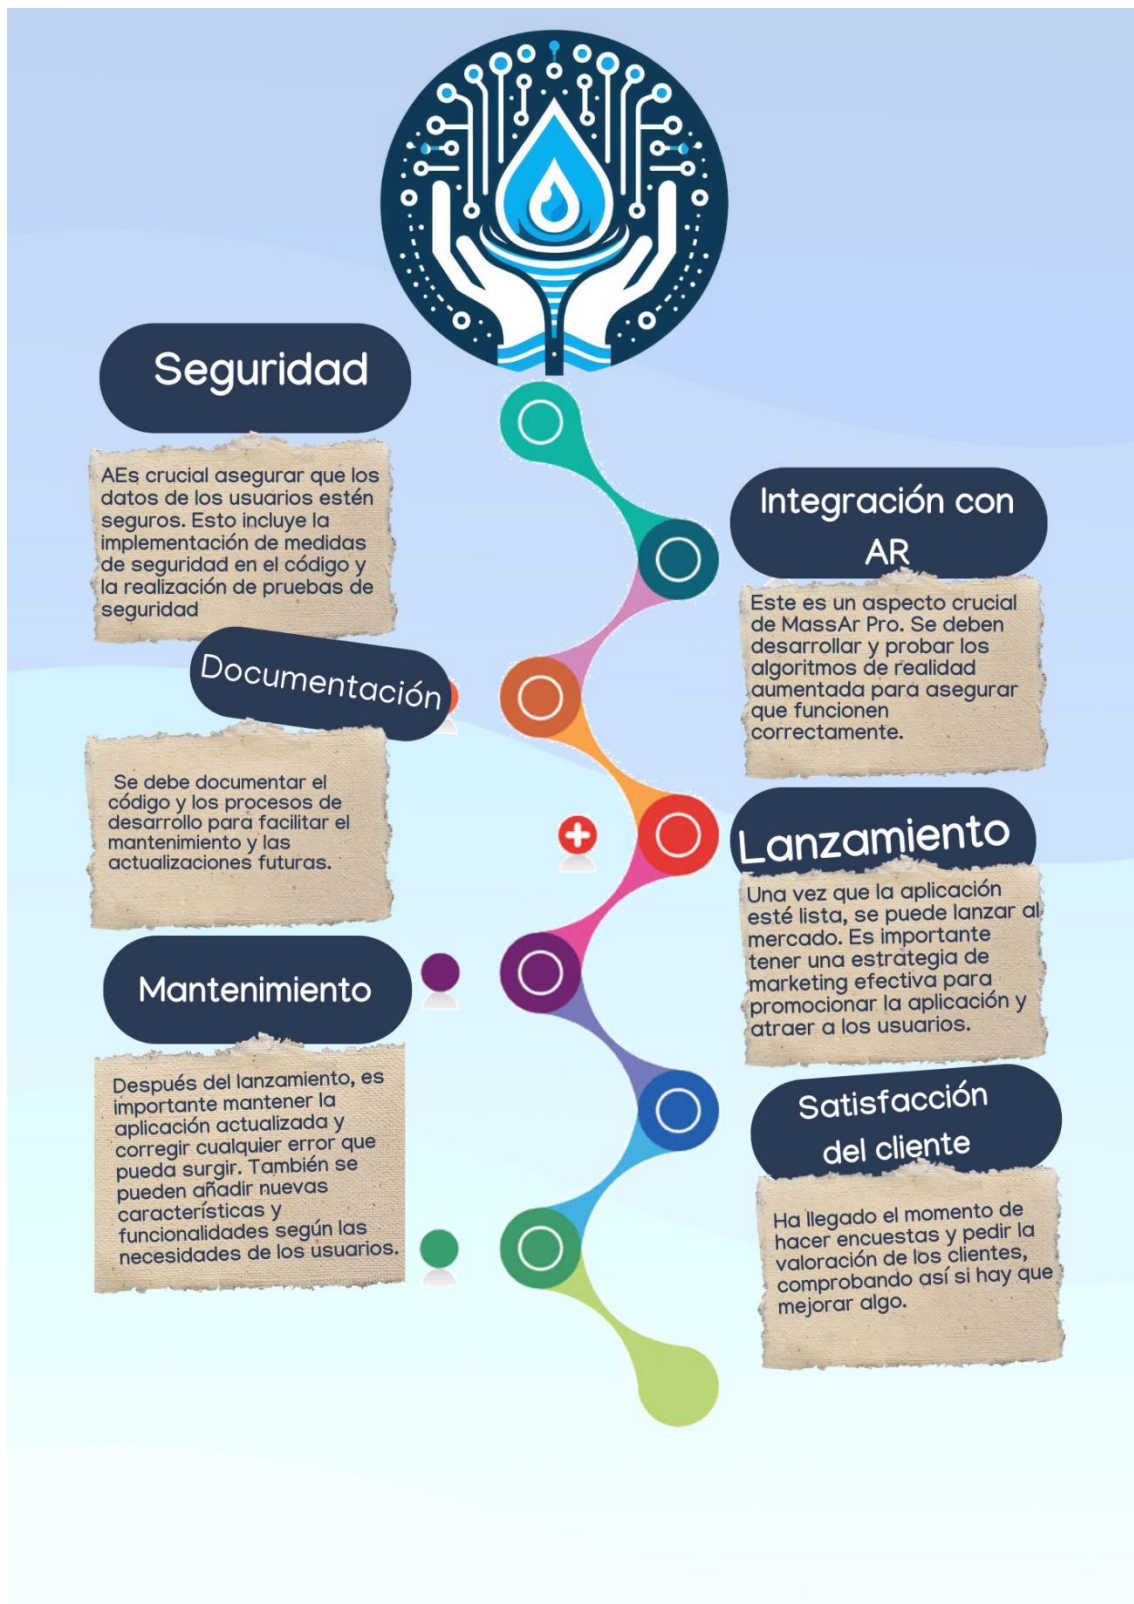 Seguridad
AEs crucial asegurar que los
datos de los usuarios estén
seguros. Esto incluye la
implementación de medidas
de seguridad en el código y
la realización de pruebas de
seguridad
Integración con
AR
Este es un aspecto crucial
de MassAr Pro. Se deben
desarrollar y probar los
algoritmos de realidad
aumentada para asegurar
que funcionen
correctamente.
Documentación
Se debe documentar el
código y los procesos de
desarrollo para facilitar el
mantenimiento y las
actualizaciones futuras.
Lanzamiento
Una vez que la aplicación
esté lista, se puede lanzar al
mercado. Es importante
tener una estrategia de
marketing efectiva para
promocionar la aplicación y
atraer a los usuarios.
Mantenimiento
Después del lanzamiento, es
importante mantener la
aplicación actualizada y
corregir cualquier error que
pueda surgir. También se
pueden añadir nuevas
características y
funcionalidades según las
necesidades de los usuarios.
Satisfacción
del cliente
Ha llegado el momento de
hacer encuestas y pedir la
valoración de los clientes,
comprobando así si hay que
mejorar algo.